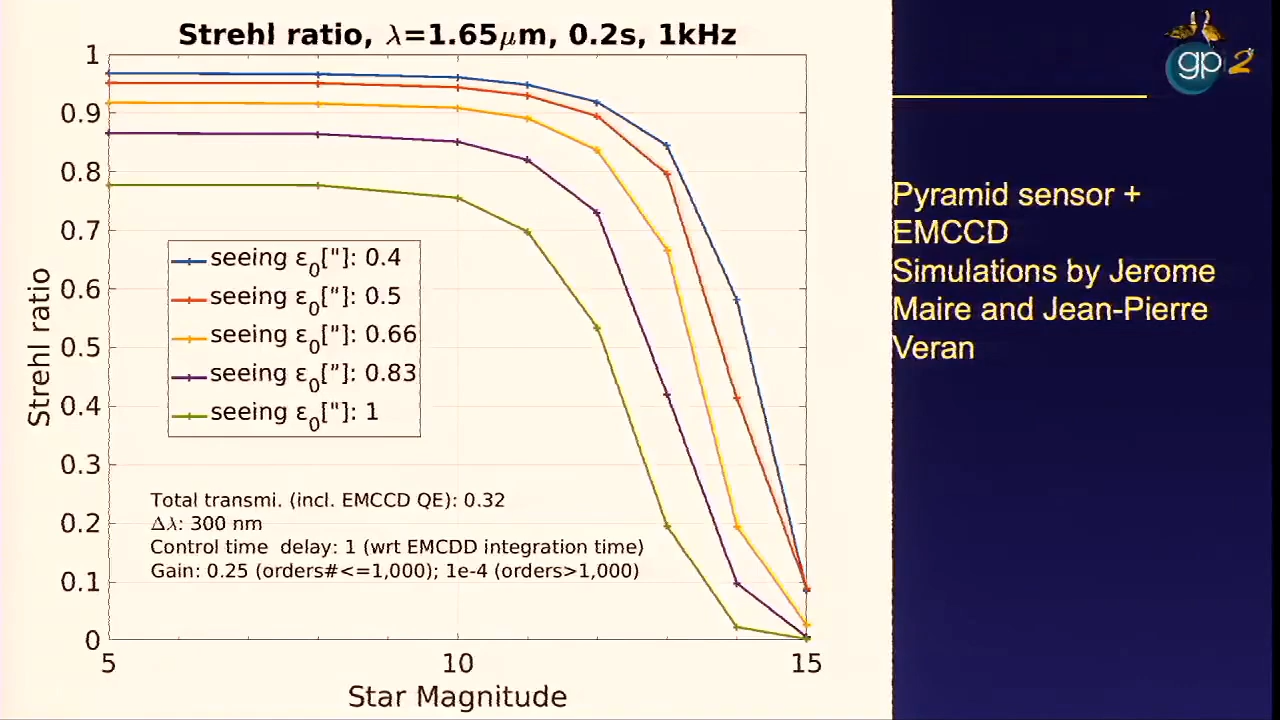 Strehl ratio, λ=1.65μm, 0.2s, 1kHz
gpi2
1
0.9
0.8
0.7
0.6
0.5
0.4
0.3
0.2
0.1
0
Strehl ratio
seeing ε0["]: 0.4
seeing ε0["]: 0.5
seeing ε0["]: 0.66
seeing ε0["]: 0.83
seeing ε0["]: 1
Total transmi. (incl. EMCCD QE): 0.32
Δλ: 300 nm
Control time delay: 1 (wrt EMCDD integration time)
Gain: 0.25 (orders#<=1,000); 1e-4 (orders>1,000)
5 10 15
Star Magnitude
Pyramid sensor +
EMCCD
Simulations by Jerome
Maire and Jean-Pierre
Veran